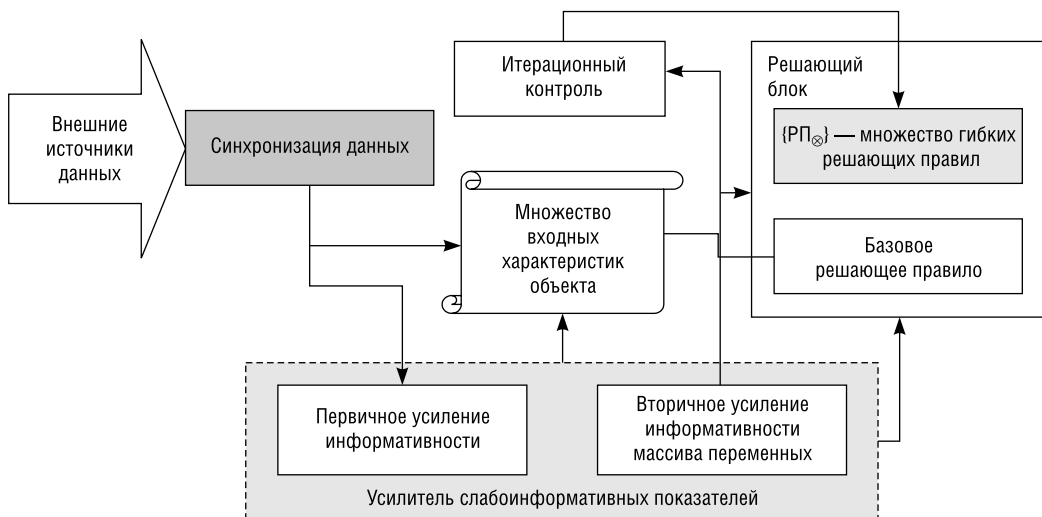 Внешние
источники
данных
Синхронизация данных
Итерационный
контроль
Решающий
блок
{РП⊗} — множество гибких
решающих правил
Множество
входных
характеристик
объекта
Базовое
решающее правило
Первичное усиление
информативности
Вторичное усиление
информативности
массива переменных
Усилитель слабоинформативных показателей